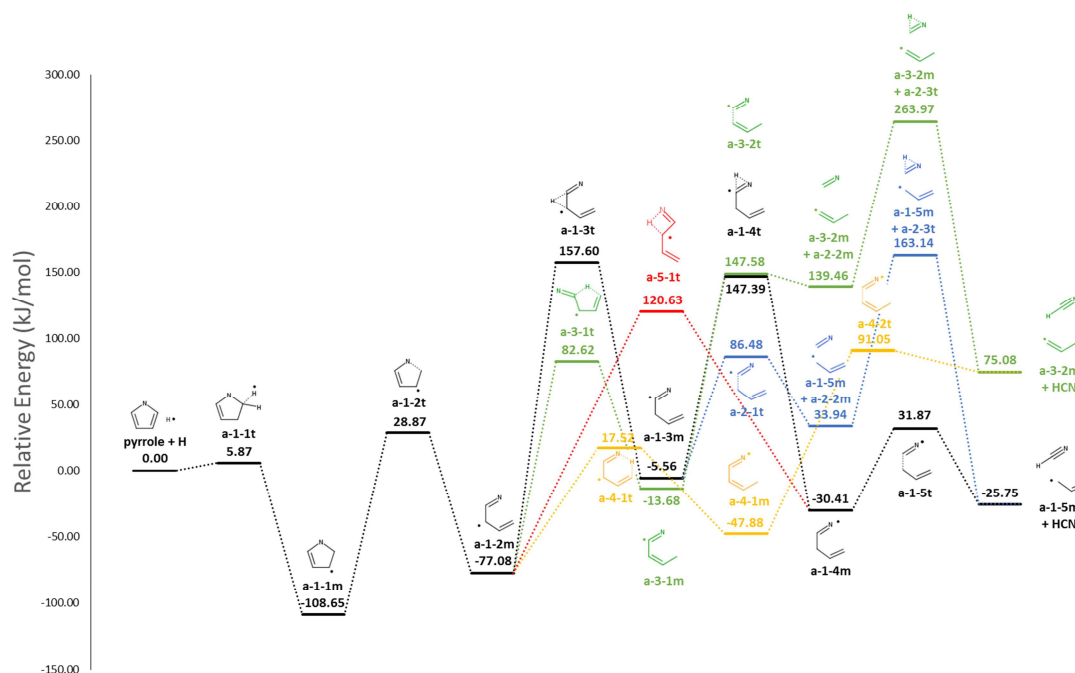 Relative Energy (kJ/mol)
300.00
250.00
200.00
150.00
100.00
50.00
0.00
-50.00
-100.00
-150.00
N
H
pyrrole + H
0.00
N
H
H
a-1-1t
5.87
N
a-1-1m
-108.65
N
a-1-2t
28.87
N
a-1-2m
-77.08
N
H
a-1-3t
157.60
N
H
a-3-1t
82.62
17.52
N
H
a-4-1t
N
H
a-5-1t
120.63
N
a-1-3m
-5.56
-13.68
N
a-3-1m
N
a-3-2t
H
N
a-1-4t
147.58
147.39
86.48
N
a-2-1t
N
a-4-1m
-47.88
N
a-3-2m
+ a-2-2m
139.46
N
a-1-5m
+ a-2-2m
33.94
-30.41
N
a-1-4m
N
a-4-2t
91.05
H
N
a-3-2m
+ a-2-3t
263.97
H
N
a-1-5m
+ a-2-3t
163.14
31.87
N
a-1-5t
75.08
N
H
a-3-2m
+ HCN
-25.75
N
H
a-1-5m
+ HCN